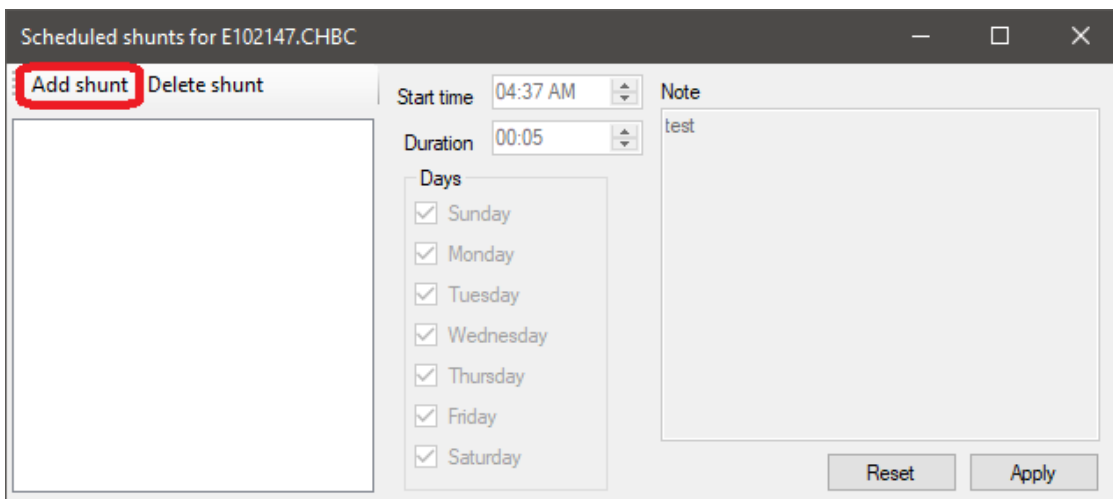 Scheduled shunts for E102147.CHBC
Add shunt Delete shunt
Start time 04:37 AM
Duration 00:05
Days
Sunday
Monday
Tuesday
Wednesday
Thursday
Friday
Saturday
Note
test
Reset Apply